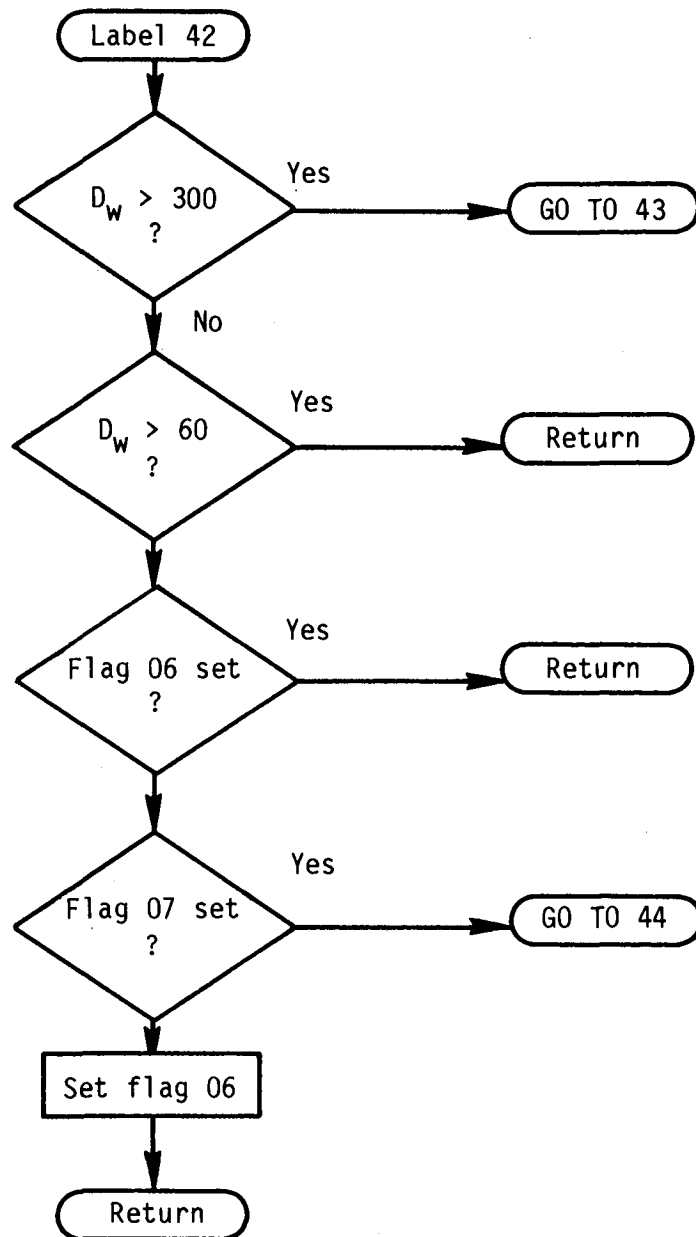 Label 42
D_w > 300
?
Yes
GO TO 43
No
D_w > 60
?
Yes
Return
Flag 06 set
?
Yes
Return
Flag 07 set
?
Yes
GO TO 44
Set flag 06
Return